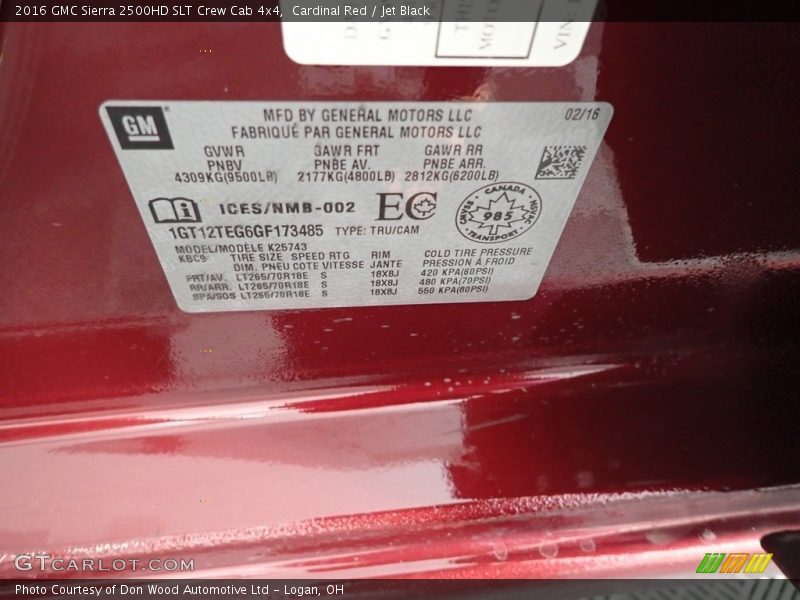 2016 GMC Sierra 2500HD SLT Crew Cab 4x4, Cardinal Red / Jet Black
VIN:
GM
MFD BY GENERAL MOTORS LLC
02/16
FABRIQUÉ PAR GENERAL MOTORS LLC
GVWR GAWR FRT GAWR RR
PNBV PNBE AV. PNBE ARR.
4309KG(9500LB) 2177KG(4800LB) 2812KG(6200LB)
i ICES/NMB-002 EC
CANADA
CMVSS 985 NSVAC
TRANSPORT
1GT12TEG6GF173485 TYPE: TRU/CAM
MODEL/MODÈLE K25743
KBC9 TIRE SIZE SPEED RTG RIM COLD TIRE PRESSURE
DIM. PNEU COTE VITESSE JANTE PRESSION À FROID
FRT/AV. LT265/70R18E S 18X8J 420 KPA(60PSI)
RR/ARR. LT265/70R18E S 18X8J 480 KPA(70PSI)
SPA/SOS LT265/70R18E S 18X8J 550 KPA(80PSI)
GTCARLOT.COM
Photo Courtesy of Don Wood Automotive Ltd - Logan, OH